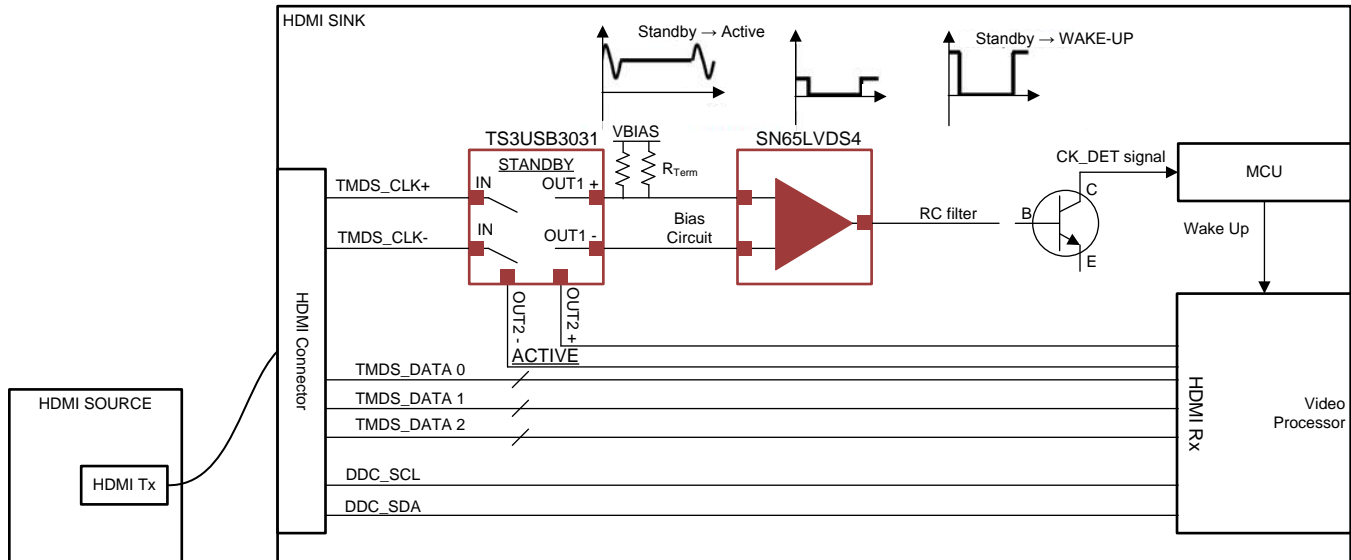 HDMI SINK
Standby → Active
Standby → WAKE-UP
TS3USB3031
VBIAS
SN65LVDS4
STANDBY
RTerm
CK_DET signal
MCU
TMDS_CLK+
IN
OUT1 +
C
RC filter
B
TMDS_CLK-
IN
OUT1 -
Bias
Circuit
Wake Up
E
HDMI Connector
OUT2 -
OUT2 +
ACTIVE
TMDS_DATA 0
HDMI SOURCE
TMDS_DATA 1
HDMI Rx
Video
Processor
TMDS_DATA 2
HDMI Tx
DDC_SCL
DDC_SDA